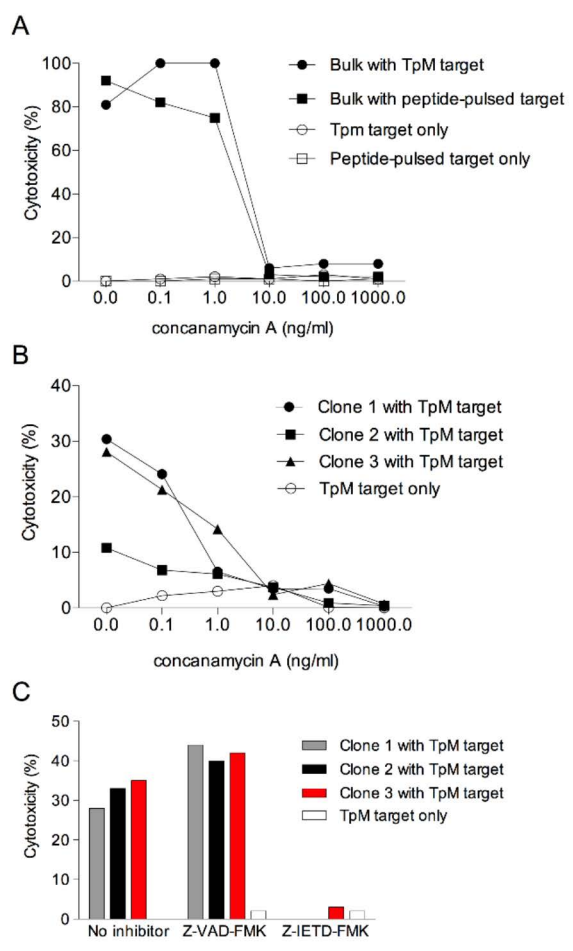 A
100
80
60
40
20
0
Cytotoxicity (%)
Bulk with TpM target
Bulk with peptide-pulsed target
Tpm target only
Peptide-pulsed target only
0.0 0.1 1.0 10.0 100.0 1000.0
concanamycin A (ng/ml)
B
40
30
20
10
0
Cytotoxicity (%)
Clone 1 with TpM target
Clone 2 with TpM target
Clone 3 with TpM target
TpM target only
0.0 0.1 1.0 10.0 100.0 1000.0
concanamycin A (ng/ml)
C
50
40
30
20
10
0
Cytotoxicity (%)
Clone 1 with TpM target
Clone 2 with TpM target
Clone 3 with TpM target
TpM target only
No inhibitor Z-VAD-FMK Z-IETD-FMK